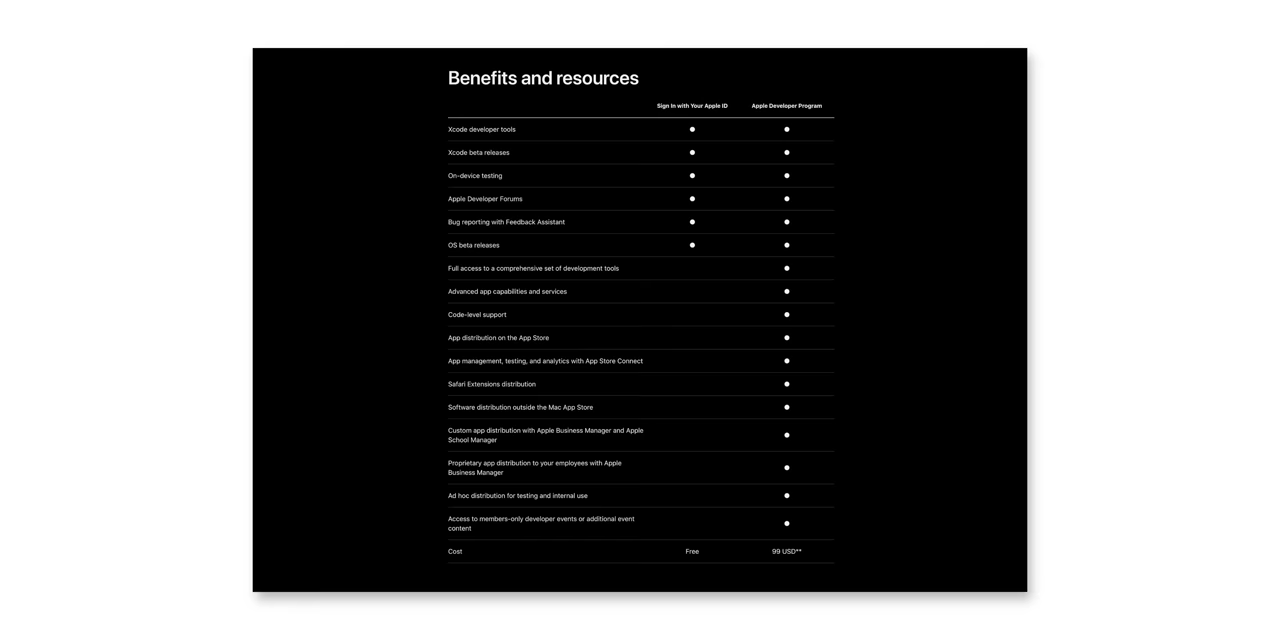 Benefits and resources
Sign In with Your Apple ID Apple Developer Program
Xcode developer tools
Xcode beta releases
On-device testing
Apple Developer Forums
Bug reporting with Feedback Assistant
OS beta releases
Full access to a comprehensive set of development tools
Advanced app capabilities and services
Code-level support
App distribution on the App Store
App management, testing, and analytics with App Store Connect
Safari Extensions distribution
Software distribution outside the Mac App Store
Custom app distribution with Apple Business Manager and Apple
School Manager
Proprietary app distribution to your employees with Apple
Business Manager
Ad hoc distribution for testing and internal use
Access to members-only developer events or additional event
content
Cost Free 99 USD**